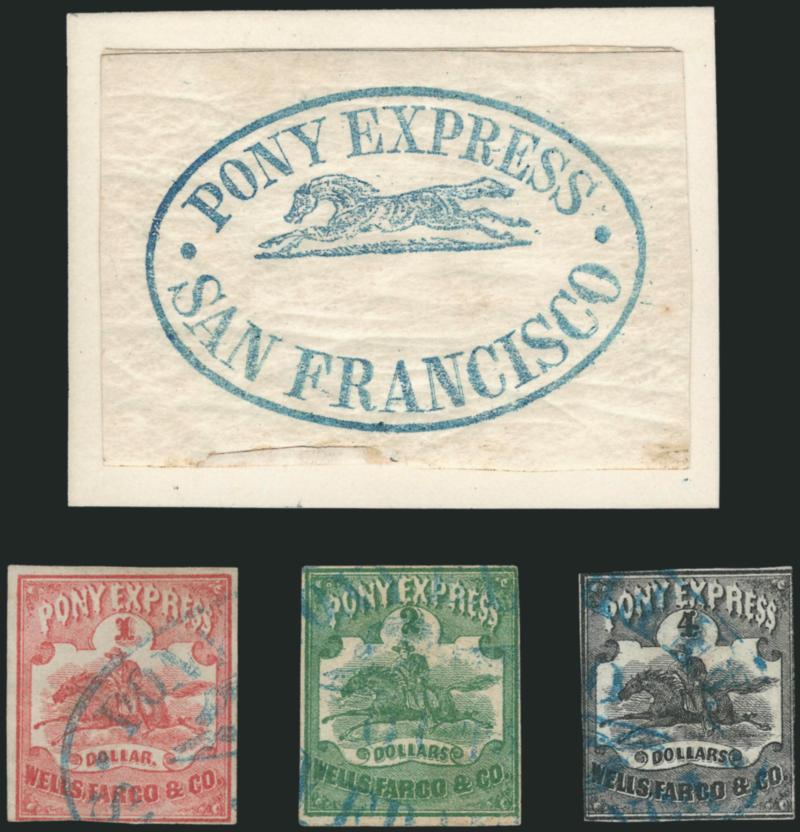 PONY EXPRESS
SAN FRANCISCO
PONY EXPRESS
1
DOLLAR.
WELLS, FARGO & CO.
PONY EXPRESS
2
DOLLARS
WELLS, FARGO & CO.
PONY EXPRESS
4
DOLLARS
WELLS, FARGO & CO.